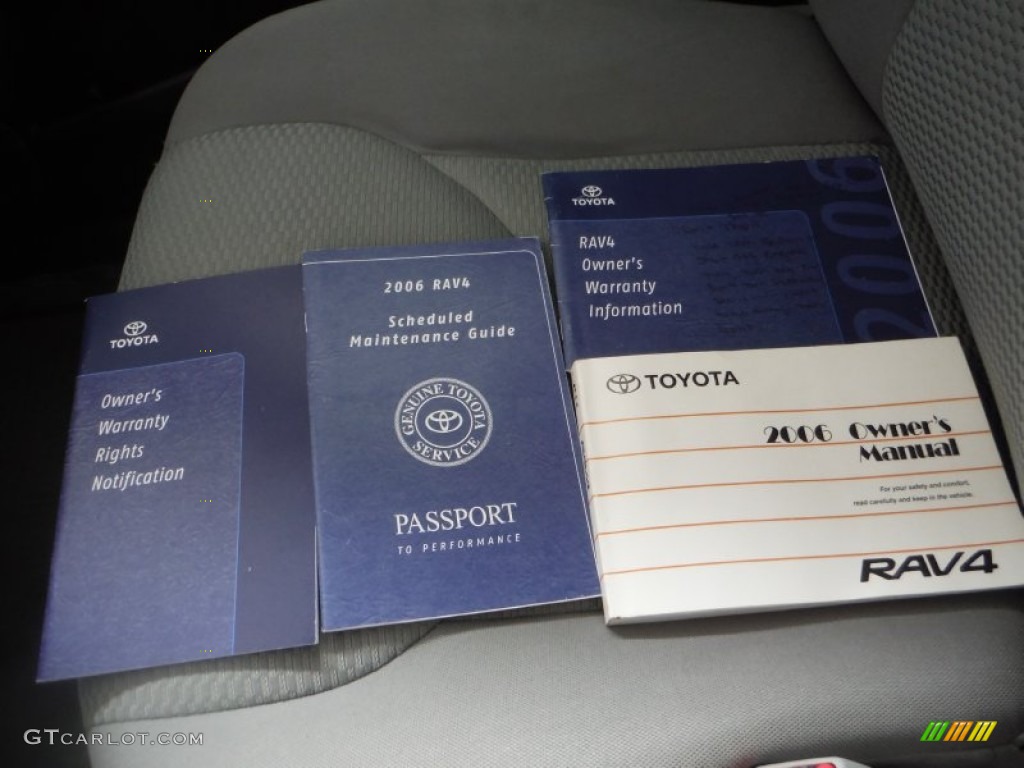 TOYOTA
Owner's
Warranty
Rights
Notification
2006 RAV4
Scheduled
Maintenance Guide
GENUINE TOYOTA
SERVICE
PASSPORT
TO PERFORMANCE
TOYOTA
2006
RAV4
Owner's
Warranty
Information
TOYOTA
2006 Owner's
Manual
For your safety and comfort,
read carefully and keep in the vehicle.
RAV4
GTCARLOT.COM